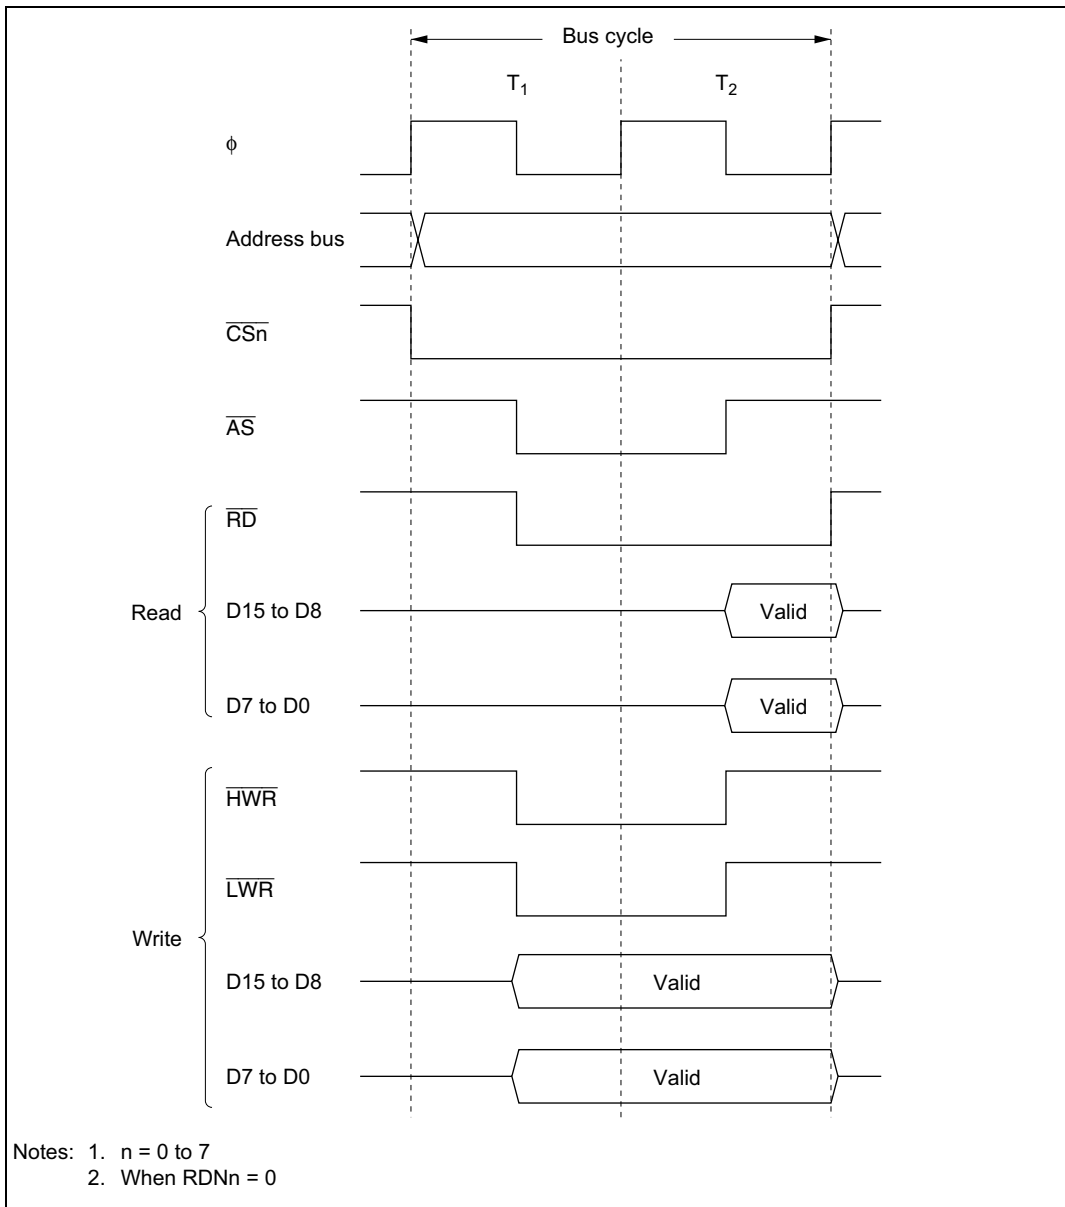 Bus cycle
T1 T2
ϕ
Address bus
CSn
AS
RD
Read D15 to D8 Valid
D7 to D0 Valid
HWR
LWR
Write
D15 to D8 Valid
D7 to D0 Valid
Notes: 1. n = 0 to 7
2. When RDNn = 0